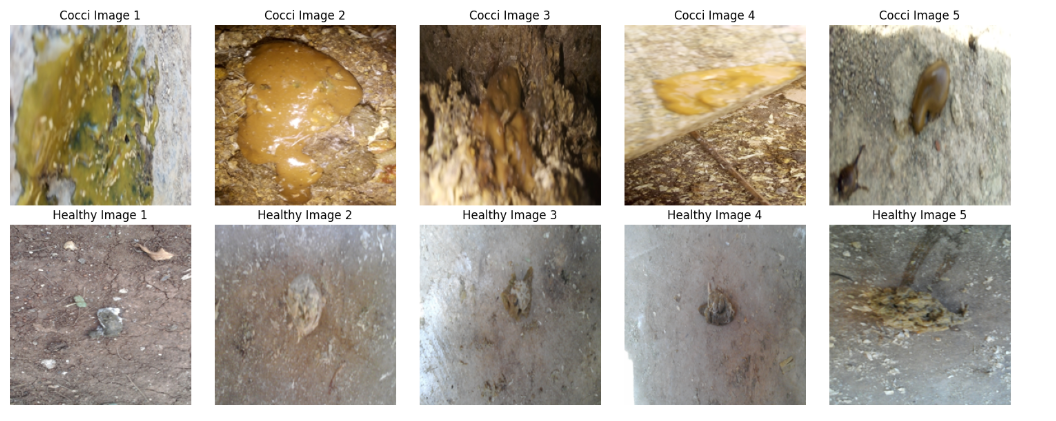 Cocci Image 1
Cocci Image 2
Cocci Image 3
Cocci Image 4
Cocci Image 5
Healthy Image 1
Healthy Image 2
Healthy Image 3
Healthy Image 4
Healthy Image 5